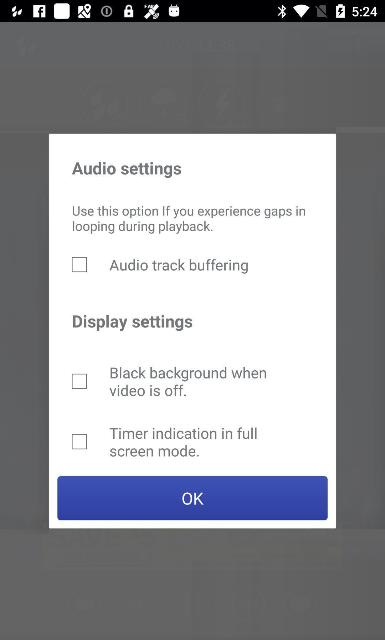 5:24
Audio settings
Use this option If you experience gaps in
looping during playback.
Audio track buffering
Display settings
Black background when
video is off.
Timer indication in full
screen mode.
OK